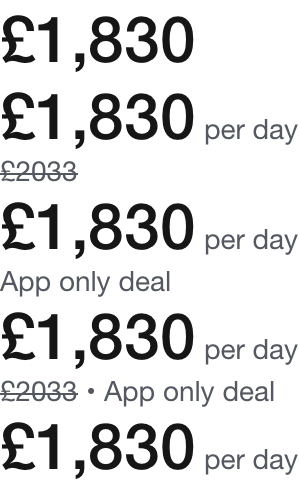 £1,830
£1,830 per day
£2033
£1,830 per day
App only deal
£1,830 per day
£2033 • App only deal
£1,830 per day